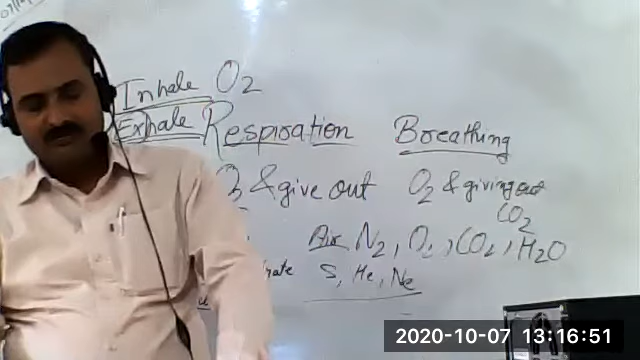 Inhale O2
Exhale Respiration Breathing
& give out O2 & giving out
CO2
Air N2, O2, CO2, H2O
S, He, Ne
2020-10-07 13:16:51